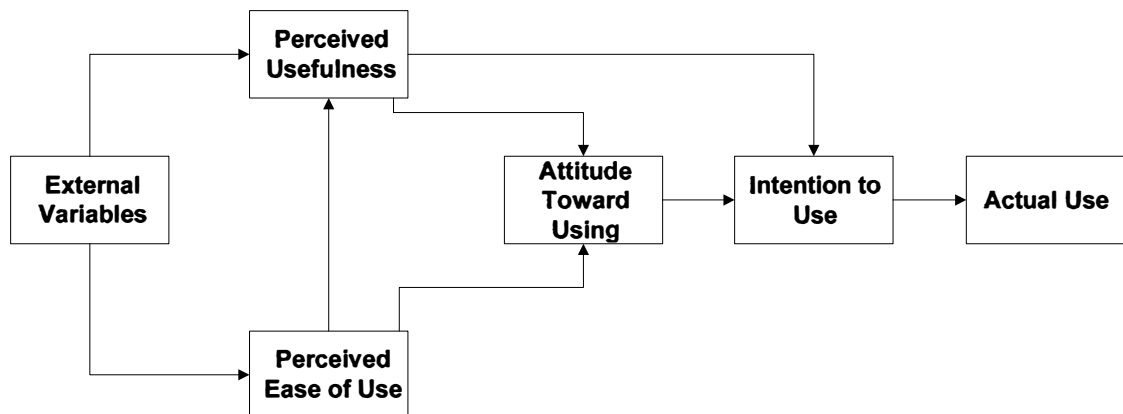 Perceived
Usefulness
External
Variables
Attitude
Toward
Using
Intention to
Use
Actual Use
Perceived
Ease of Use